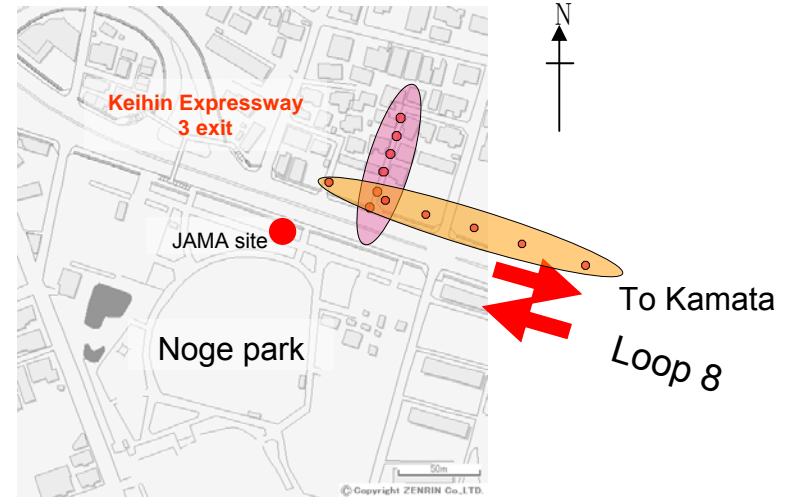 N
Keihin Expressway
3 exit
JAMA site
To Kamata
Noge park
Loop 8
50m
© Copyright ZENRIN Co.,LTD.